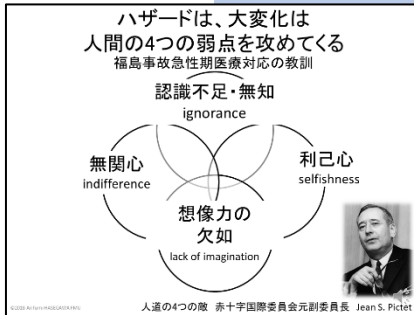 ハザードは、大変化は
人間の4つの弱点を攻めてくる
福島事故急性期医療対応の教訓
認識不足・無知
ignorance
無関心
indifference
利己心
selfishness
想像力の
欠如
lack of imagination
人道の4つの敵 赤十字国際委員会元副委員長 Jean S. Pictet